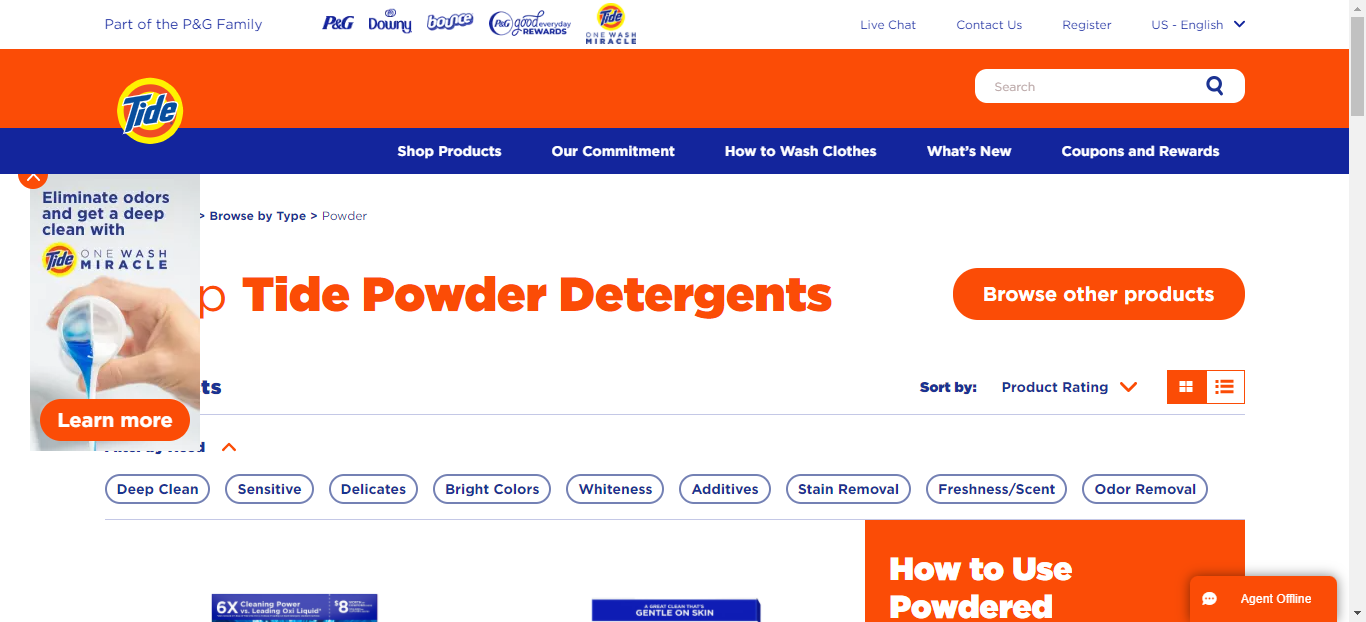 Part of the P&G Family
P&G
Downy
bounce
P&G good everyday
REWARDS
Tide
ONE WASH
MIRACLE
Live Chat
Contact Us
Register
US - English
Tide
Search
Shop Products
Our Commitment
How to Wash Clothes
What's New
Coupons and Rewards
Eliminate odors
and get a deep
clean with
Tide ONE WASH
MIRACLE
Learn more
> Browse by Type > Powder
p Tide Powder Detergents
Browse other products
ts
Sort by:
Product Rating
Deep Clean
Sensitive
Delicates
Bright Colors
Whiteness
Additives
Stain Removal
Freshness/Scent
Odor Removal
6X Cleaning Power
vs. Leading Oxi Liquid*
$8
A GREAT CLEAN THAT'S
GENTLE ON SKIN
How to Use
Powdered
Agent Offline